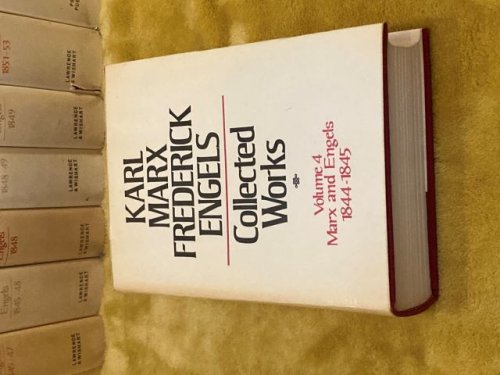 KARL
MARX
FREDERICK
ENGELS
Collected
Works
Volume 4
Marx and Engels
1844-1845
1851-53
LAWRENCE
& WISHART
1849
LAWRENCE
& WISHART
1848-49
LAWRENCE
& WISHART
Engels
1848
LAWRENCE
& WISHART
Engels
1845-48
LAWRENCE
& WISHART
LAWRENCE
& WISHART